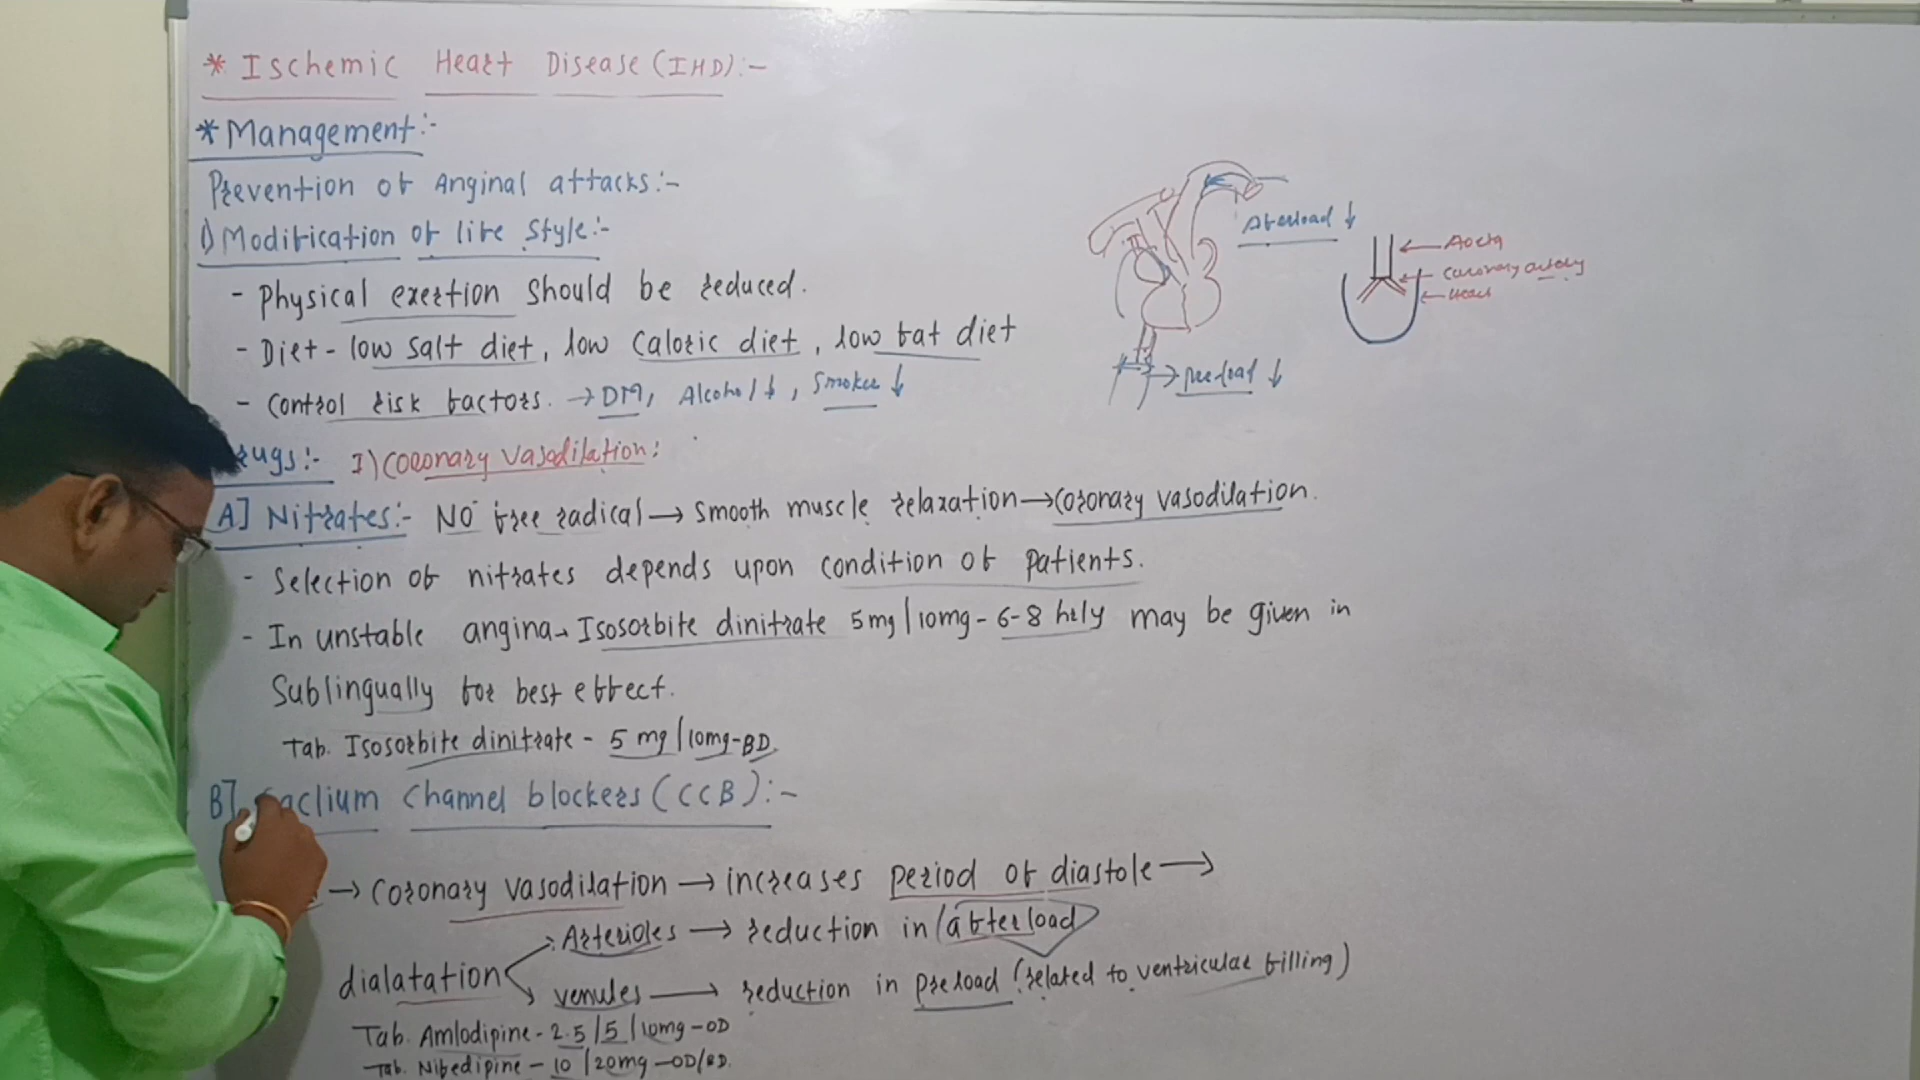 * Ischemic Heart Disease (IHD):-
* Management:-
Prevention of Anginal attacks:-
1) Modification of life style:-
- Physical exertion should be reduced.
- Diet - low salt diet, low caloric diet, low fat diet
- Control risk factors. → DM, Alcohol ↓, Smoker ↓
rugs:- I) Coronary Vasodilation:
A] Nitrates:- NO free radical → Smooth muscle relaxation → Coronary vasodilation.
- Selection of nitrates depends upon condition of patients.
- In unstable angina → Isosorbite dinitrate 5mg/10mg - 6-8 hrly may be given in
Sublingually for best effect.
Tab. Isosorbite dinitrate - 5 mg/10mg-BD.
B] aclium Channel blockers (CCB):-
→ Coronary vasodilation → increases period of diastole →
dialatation
Arterioles → reduction in (afterload)
venules → reduction in preload (related to ventricular filling)
Tab. Amlodipine - 2.5/5/10mg - OD
Tab. Nifedipine - 10/20mg - OD/BD.
Afterload ↓
Preload ↓
← Aorta
← Coronary artery
← Heart